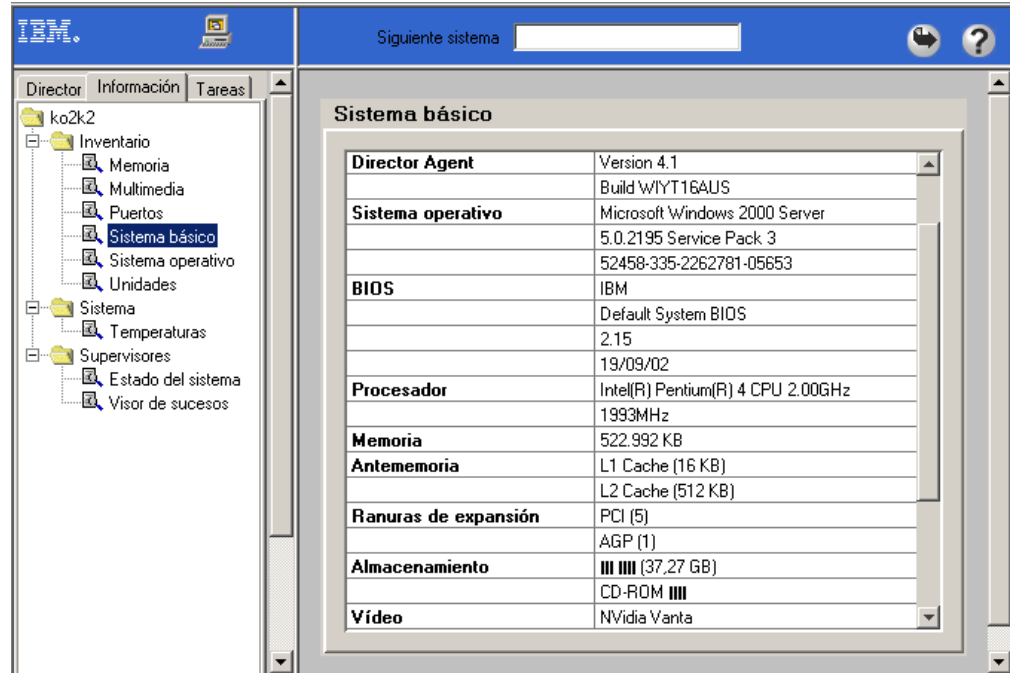 IBM.
Siguiente sistema
?
Director Información Tareas
ko2k2
Inventario
Memoria
Multimedia
Puertos
Sistema básico
Sistema operativo
Unidades
Sistema
Temperaturas
Supervisores
Estado del sistema
Visor de sucesos
Sistema básico
Director Agent Version 4.1
Build WIYT16AUS
Sistema operativo Microsoft Windows 2000 Server
5.0.2195 Service Pack 3
52458-335-2262781-05653
BIOS IBM
Default System BIOS
2.15
19/09/02
Procesador Intel(R) Pentium(R) 4 CPU 2.00GHz
1993MHz
Memoria 522.992 KB
Antememoria L1 Cache (16 KB)
L2 Cache (512 KB)
Ranuras de expansión PCI (5)
AGP (1)
Almacenamiento (37,27 GB)
CD-ROM
Vídeo NVidia Vanta